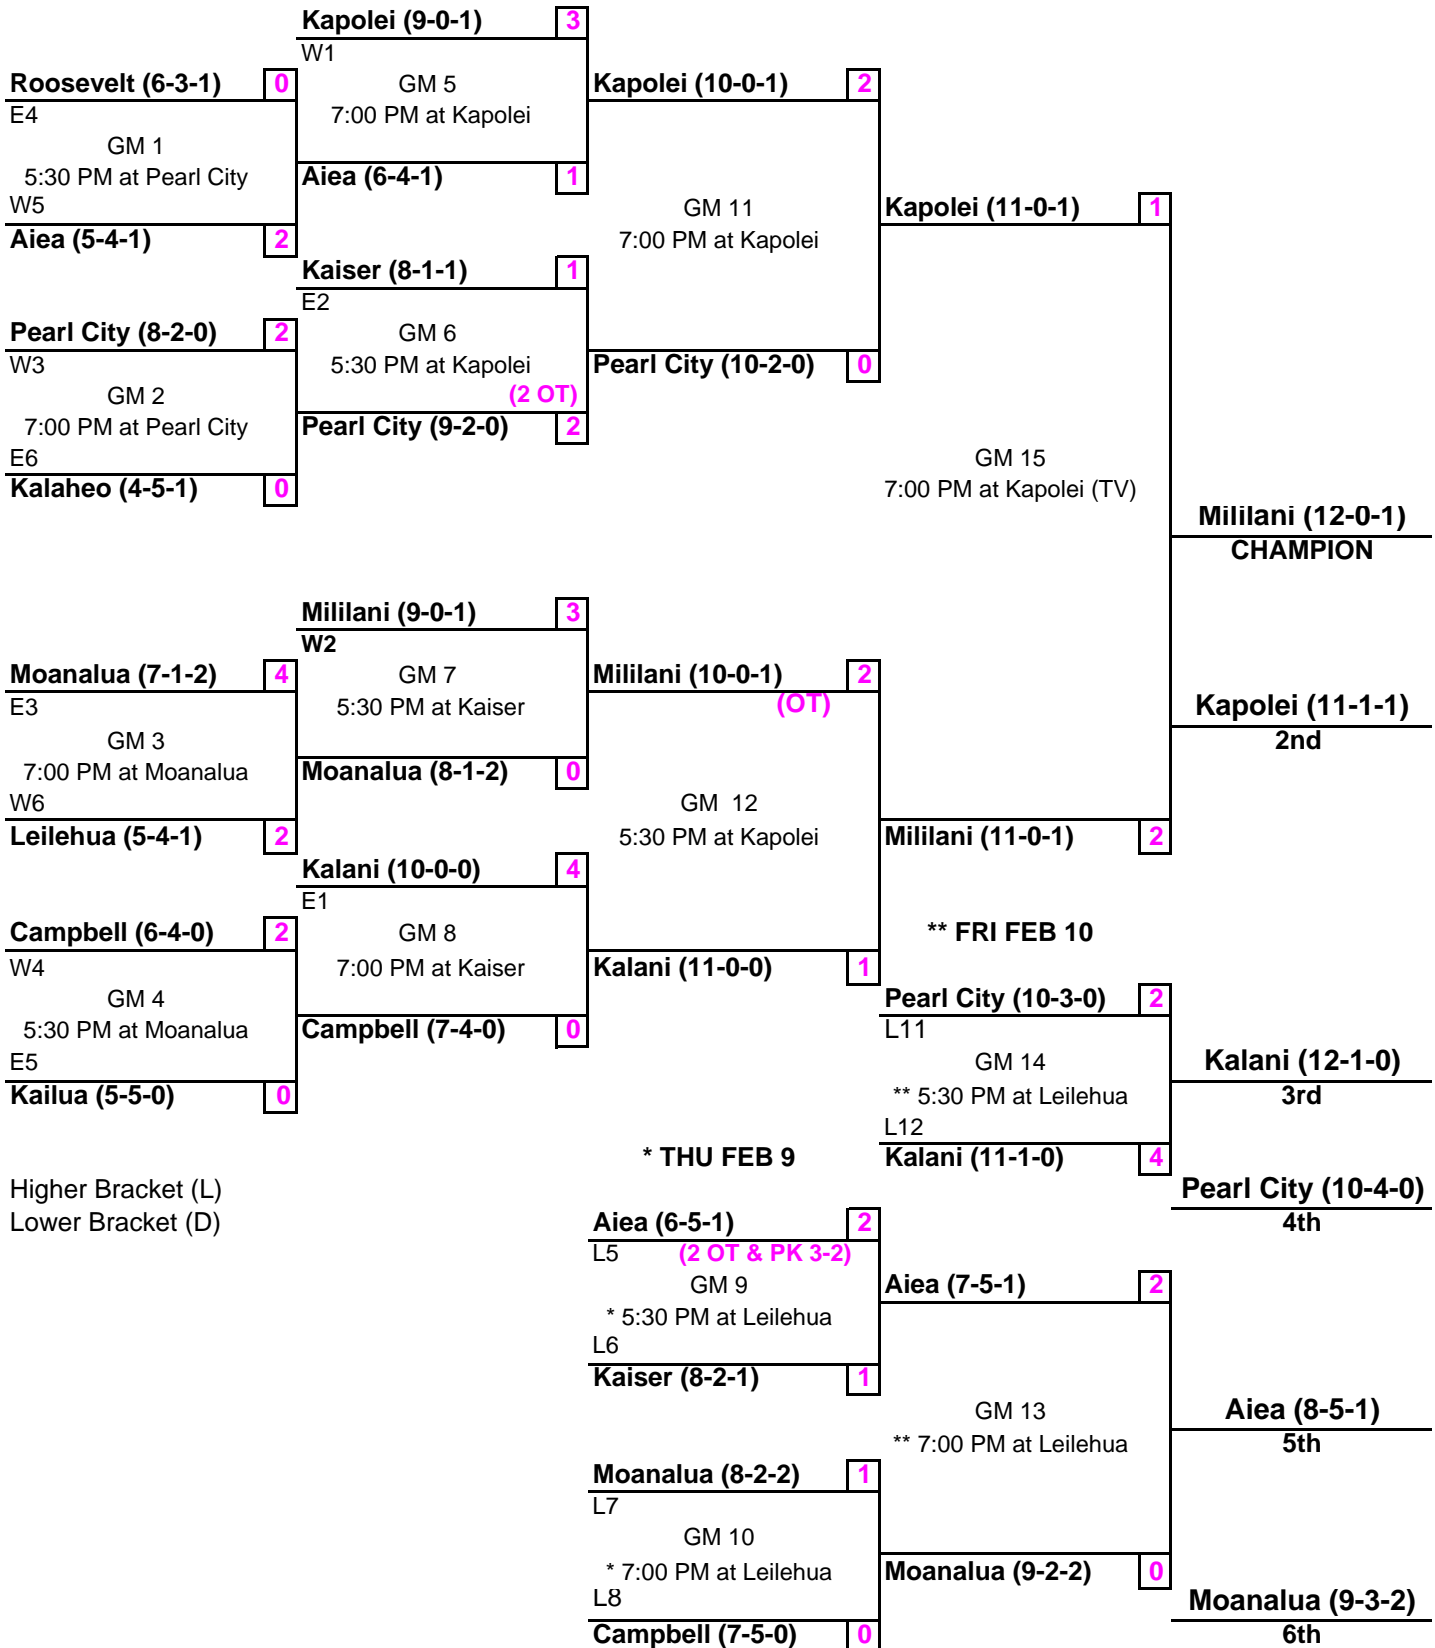 Kapolei (9-0-1) 3
W1
GM 5
7:00 PM at Kapolei
Aiea (6-4-1) 1
Roosevelt (6-3-1) 0
E4
GM 1
5:30 PM at Pearl City
W5
Aiea (5-4-1) 2
Kaiser (8-1-1) 1
E2
GM 6
5:30 PM at Kapolei
(2 OT)
Pearl City (9-2-0) 2
Pearl City (8-2-0) 2
W3
GM 2
7:00 PM at Pearl City
E6
Kalaheo (4-5-1) 0
Kapolei (10-0-1) 2
GM 11
7:00 PM at Kapolei
Pearl City (10-2-0) 0
Kapolei (11-0-1) 1
GM 15
7:00 PM at Kapolei (TV)
Mililani (12-0-1)
CHAMPION
Mililani (9-0-1) 3
W2
GM 7
5:30 PM at Kaiser
Moanalua (8-1-2) 0
Moanalua (7-1-2) 4
E3
GM 3
7:00 PM at Moanalua
W6
Leilehua (5-4-1) 2
Mililani (10-0-1) 2
(OT)
GM 12
5:30 PM at Kapolei
Kalani (11-0-0) 1
Kapolei (11-1-1)
2nd
Mililani (11-0-1) 2
Kalani (10-0-0) 4
E1
GM 8
7:00 PM at Kaiser
Campbell (7-4-0) 0
Campbell (6-4-0) 2
W4
GM 4
5:30 PM at Moanalua
E5
Kailua (5-5-0) 0
** FRI FEB 10
Pearl City (10-3-0) 2
L11
GM 14
** 5:30 PM at Leilehua
L12
Kalani (11-1-0) 4
Kalani (12-1-0)
3rd
Pearl City (10-4-0)
4th
Higher Bracket (L)
Lower Bracket (D)
* THU FEB 9
Aiea (6-5-1) 2
L5 (2 OT & PK 3-2)
GM 9
* 5:30 PM at Leilehua
L6
Kaiser (8-2-1) 1
Aiea (7-5-1) 2
GM 13
** 7:00 PM at Leilehua
Moanalua (9-2-2) 0
Aiea (8-5-1)
5th
Moanalua (8-2-2) 1
L7
GM 10
* 7:00 PM at Leilehua
L8
Campbell (7-5-0) 0
Moanalua (9-3-2)
6th